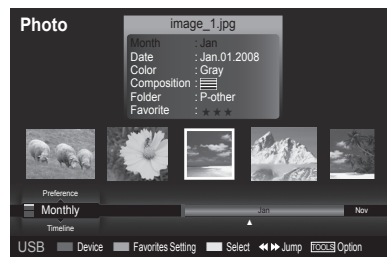 Photo
image_1.jpg
Month : Jan
Date : Jan.01.2008
Color : Gray
Composition :
Folder : P-other
Favorite : ★ ★ ★
Preference
Monthly
Jan
Nov
Timeline
USB Device Favorites Setting Select Jump TOOLS Option